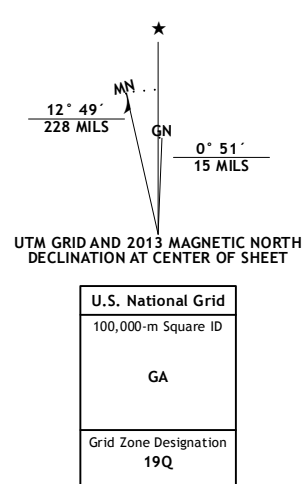 ★
MN
12° 49´
228 MILS
GN
0° 51´
15 MILS
UTM GRID AND 2013 MAGNETIC NORTH
DECLINATION AT CENTER OF SHEET
U.S. National Grid
100,000-m Square ID
GA
Grid Zone Designation
19Q